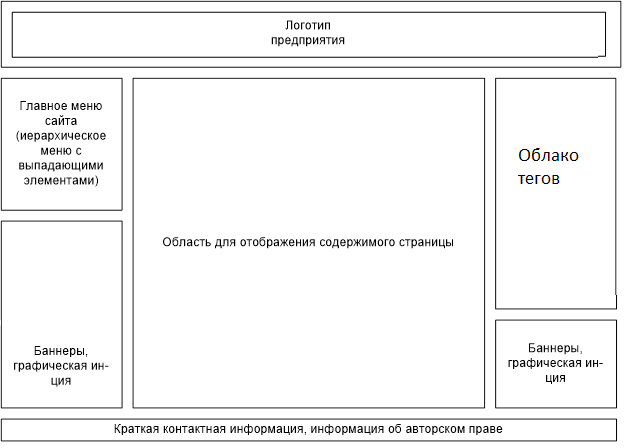 Логотип
предприятия
Главное меню
сайта
(иерархическое
меню с
выпадающими
элементами)
Облако
тегов
Область для отображения содержимого страницы
Баннеры,
графическая ин-
ция
Баннеры,
графическая ин-
ция
Краткая контактная информация, информация об авторском праве